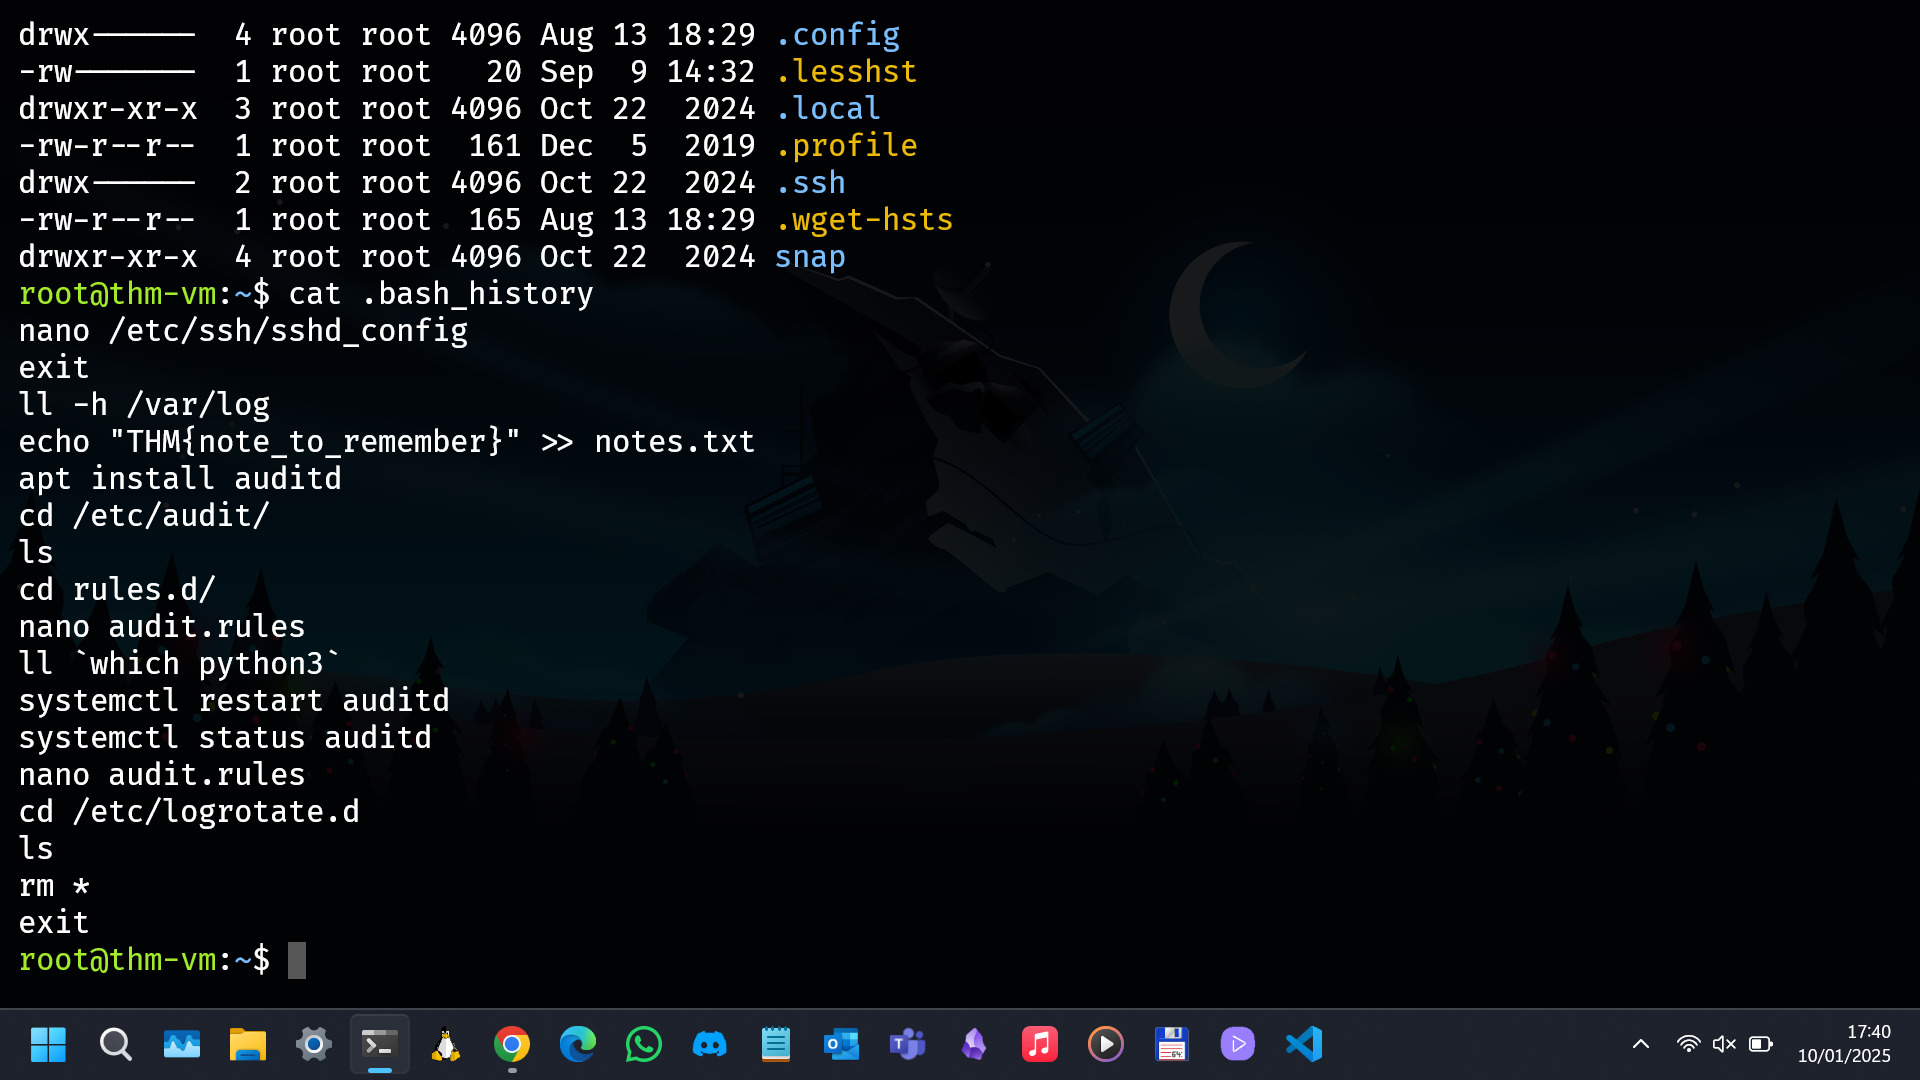 drwx------  4 root root 4096 Aug 13 18:29 .config
-rw-------  1 root root   20 Sep  9 14:32 .lesshst
drwxr-xr-x  3 root root 4096 Oct 22  2024 .local
-rw-r--r--  1 root root  161 Dec  5  2019 .profile
drwx------  2 root root 4096 Oct 22  2024 .ssh
-rw-r--r--  1 root root  165 Aug 13 18:29 .wget-hsts
drwxr-xr-x  4 root root 4096 Oct 22  2024 snap
root@thm-vm:~$ cat .bash_history
nano /etc/ssh/sshd_config
exit
ll -h /var/log
echo "THM{note_to_remember}" >> notes.txt
apt install auditd
cd /etc/audit/
ls
cd rules.d/
nano audit.rules
ll `which python3`
systemctl restart auditd
systemctl status auditd
nano audit.rules
cd /etc/logrotate.d
ls
rm *
exit
root@thm-vm:~$
17:40
10/01/2025